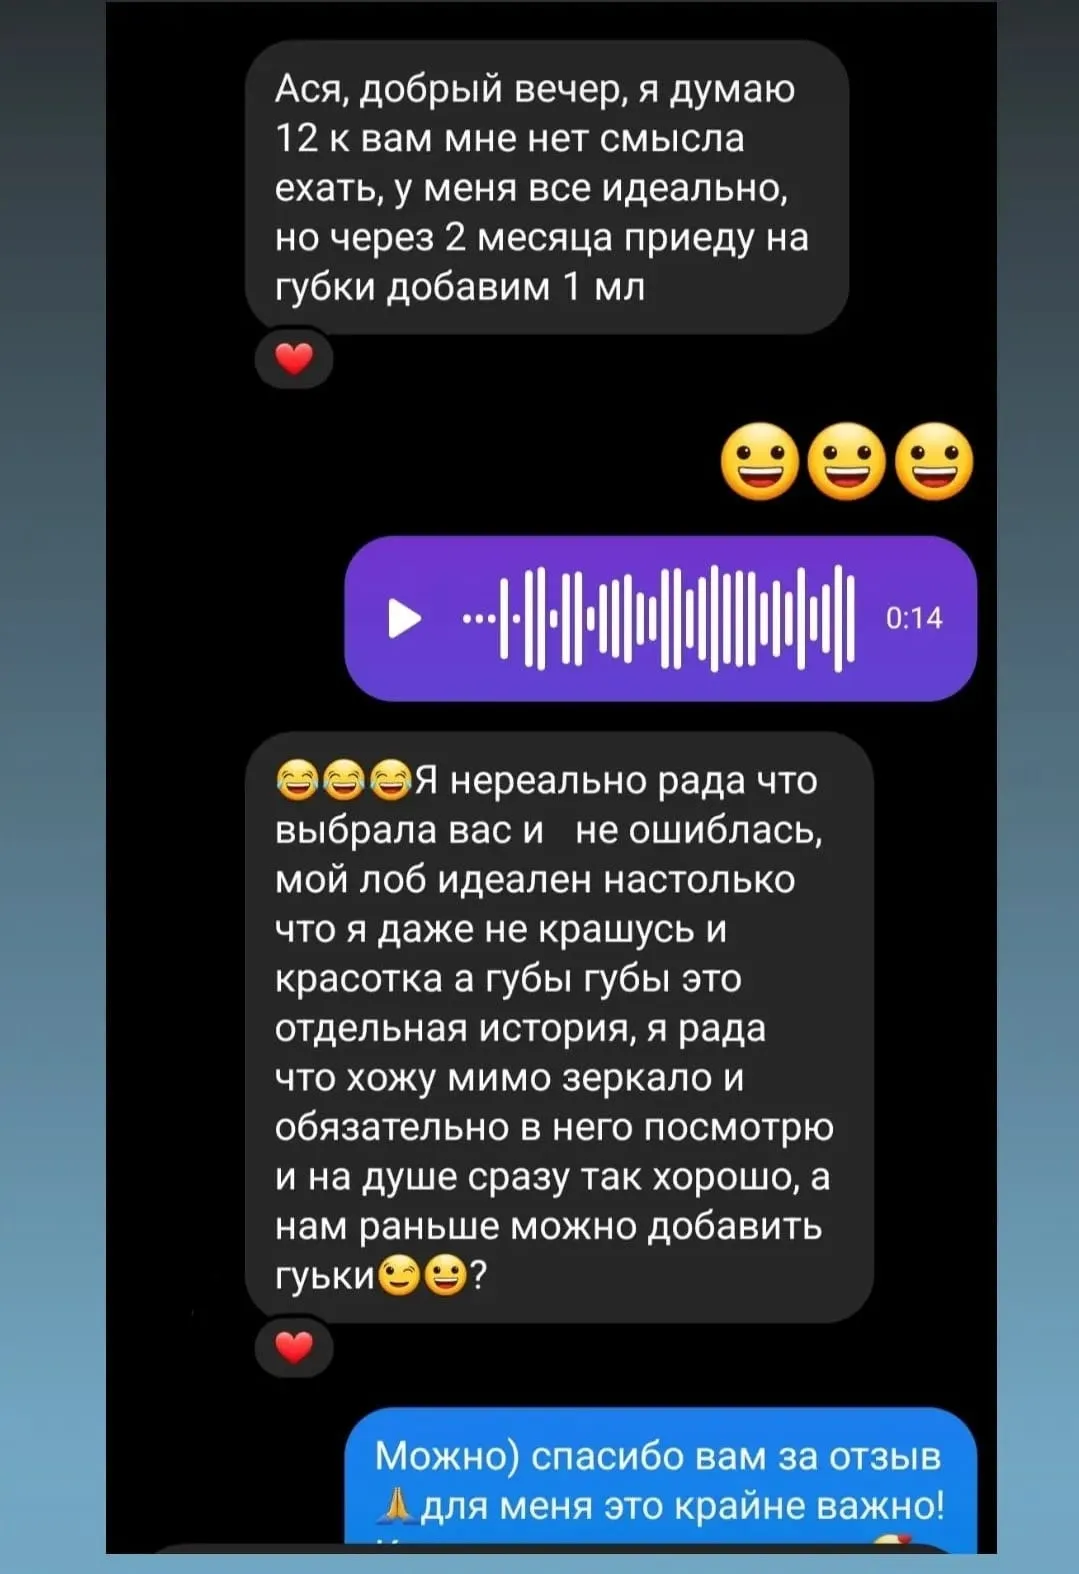 Ася, добрый вечер, я думаю
12 к вам мне нет смысла
ехать, у меня все идеально,
но через 2 месяца приеду на
губки добавим 1 мл
0:14
Я нереально рада что
выбрала вас и не ошиблась,
мой лоб идеален настолько
что я даже не крашусь и
красотка а губы губы это
отдельная история, я рада
что хожу мимо зеркало и
обязательно в него посмотрю
и на душе сразу так хорошо, а
нам раньше можно добавить
гуьки😉😀?
Можно) спасибо вам за отзыв
🙏для меня это крайне важно!